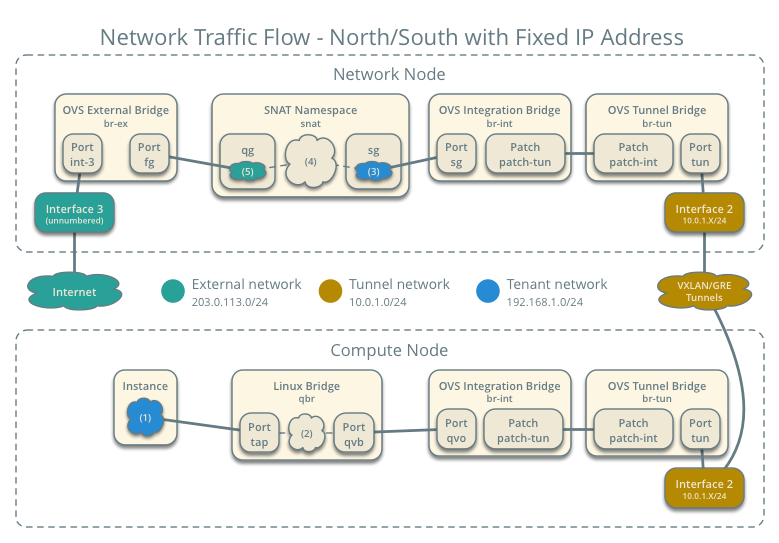 Network Traffic Flow - North/South with Fixed IP Address
Network Node
OVS External Bridge
br-ex
Port
int-3
Port
fg
SNAT Namespace
snat
qg
(5)
(4)
sg
(3)
OVS Integration Bridge
br-int
Port
sg
Patch
patch-tun
OVS Tunnel Bridge
br-tun
Patch
patch-int
Port
tun
Interface 3
(unnumbered)
Interface 2
10.0.1.X/24
Internet
External network
203.0.113.0/24
Tunnel network
10.0.1.0/24
Tenant network
192.168.1.0/24
VXLAN/GRE
Tunnels
Compute Node
Instance
(1)
Linux Bridge
qbr
Port
tap
(2)
Port
qvb
OVS Integration Bridge
br-int
Port
qvo
Patch
patch-tun
OVS Tunnel Bridge
br-tun
Patch
patch-int
Port
tun
Interface 2
10.0.1.X/24